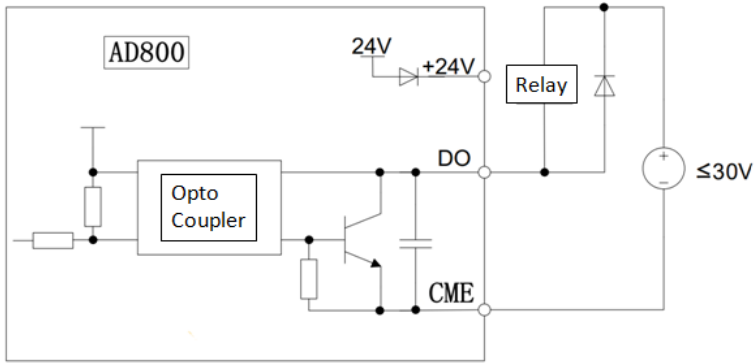 AD800
24V
+24V
Relay
DO
+
−
≤30V
Opto
Coupler
CME